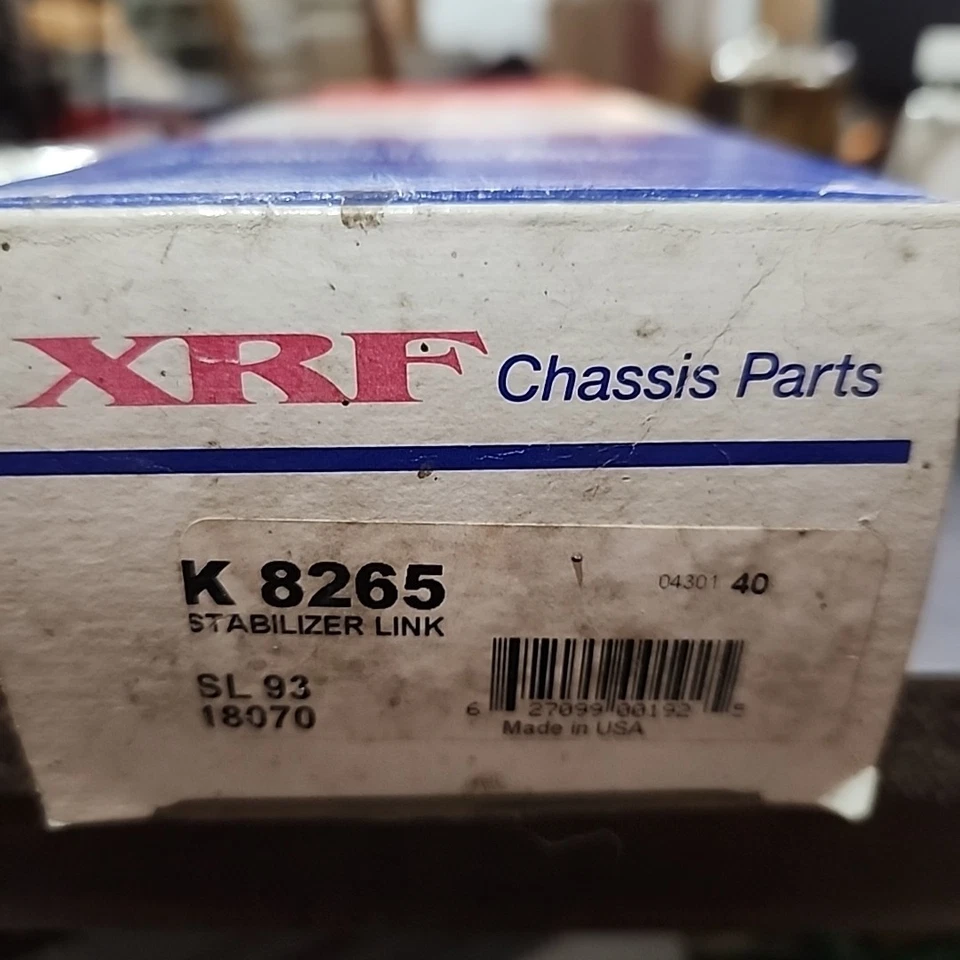 XRF Chassis Parts
K 8265
04301 40
STABILIZER LINK
SL 93
18070
6 27099 00192 5
Made in USA